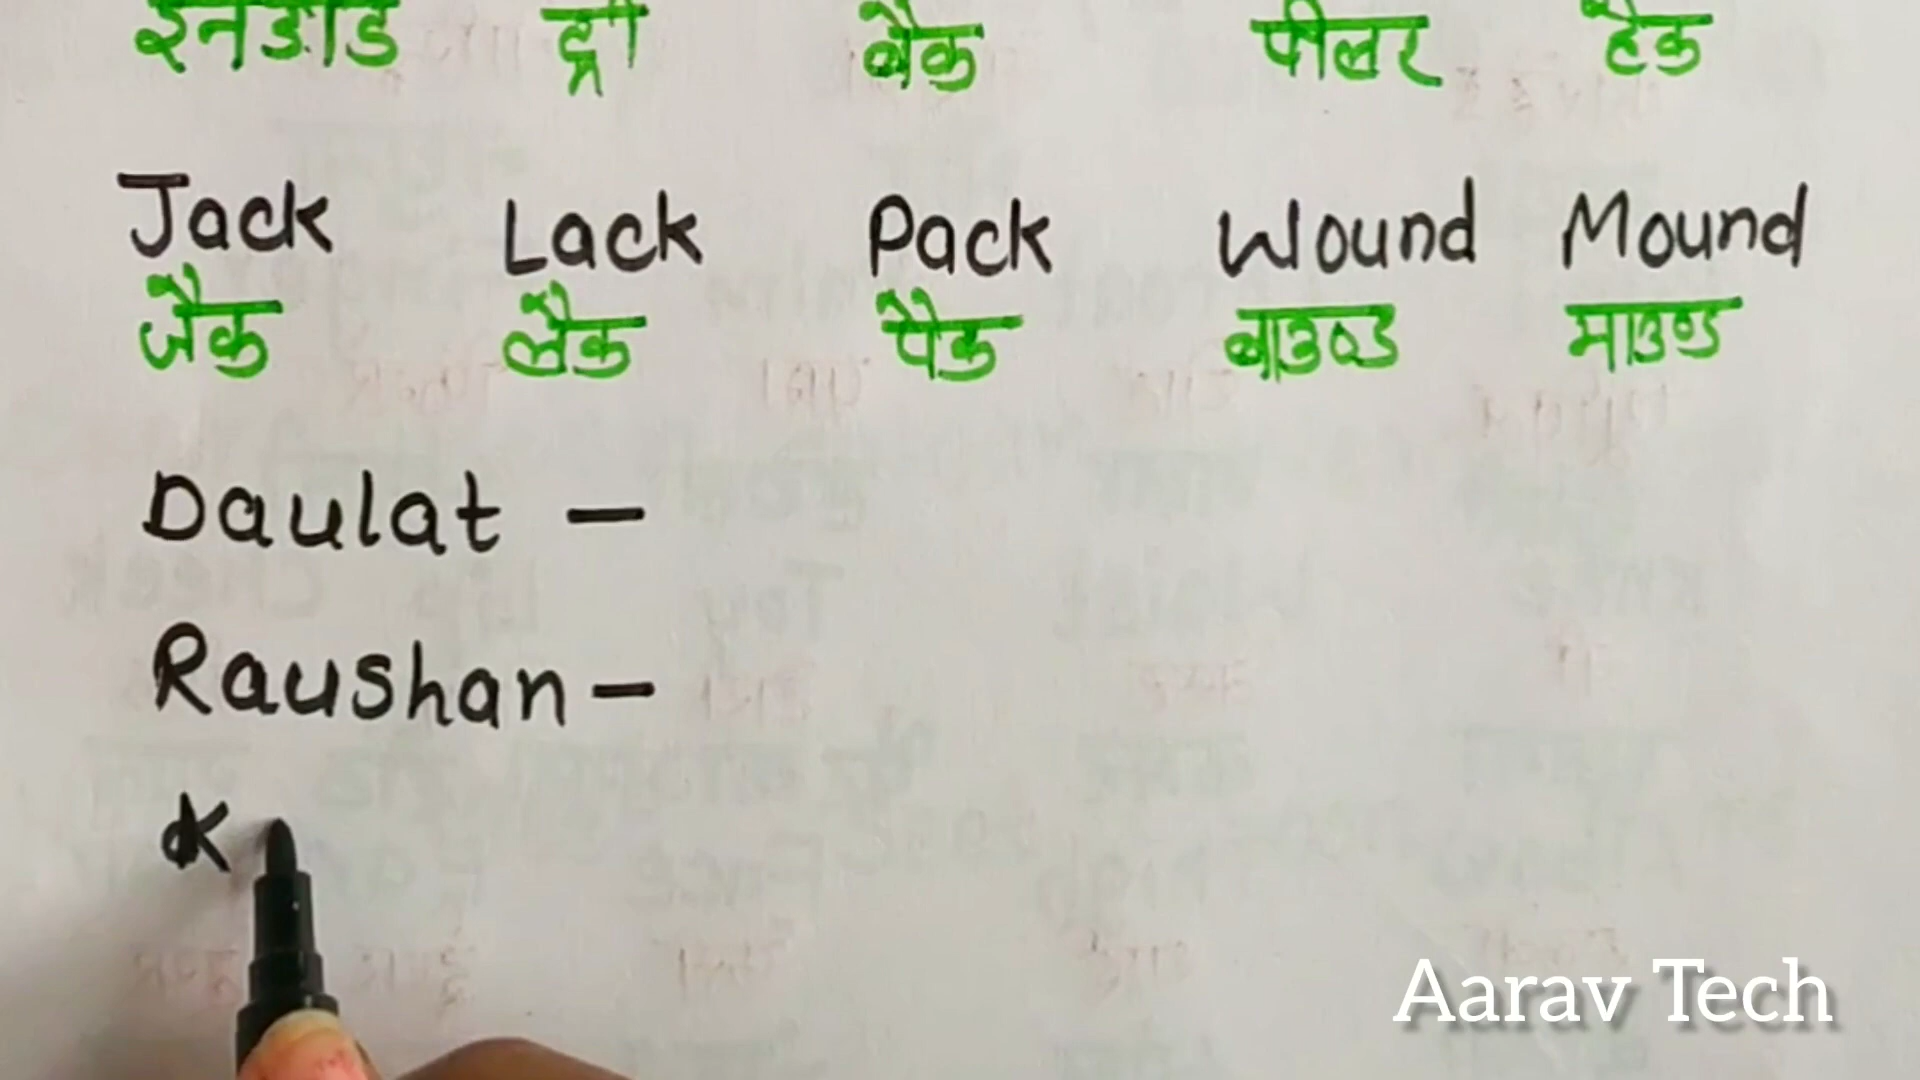 इनडीड ट्री बैक पीलर हैक
Jack Lack Pack Wound Mound
जैक लैक पैक वाउण्ड माउण्ड
Daulat –
Raushan –
K
Aarav Tech